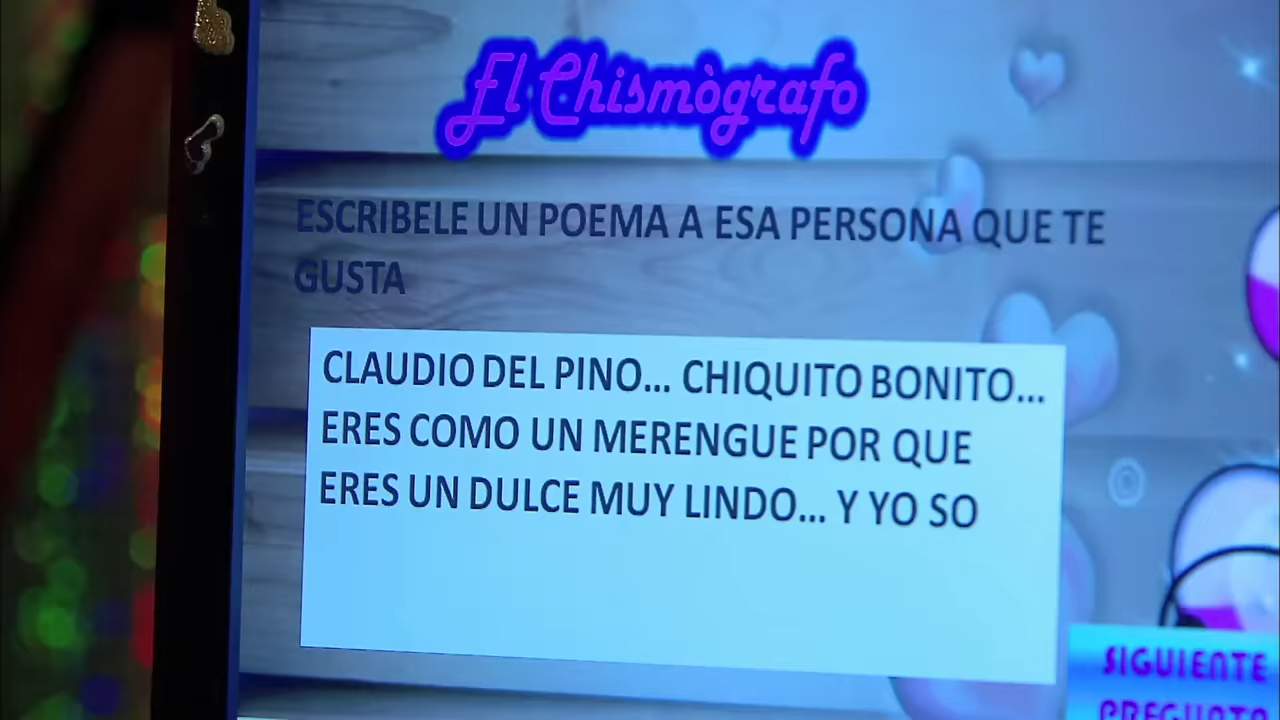 El Chismògrafo
ESCRIBELE UN POEMA A ESA PERSONA QUE TE
GUSTA
CLAUDIO DEL PINO... CHIQUITO BONITO...
ERES COMO UN MERENGUE POR QUE
ERES UN DULCE MUY LINDO... Y YO SO
SIGUIENTE
PREGUNTA